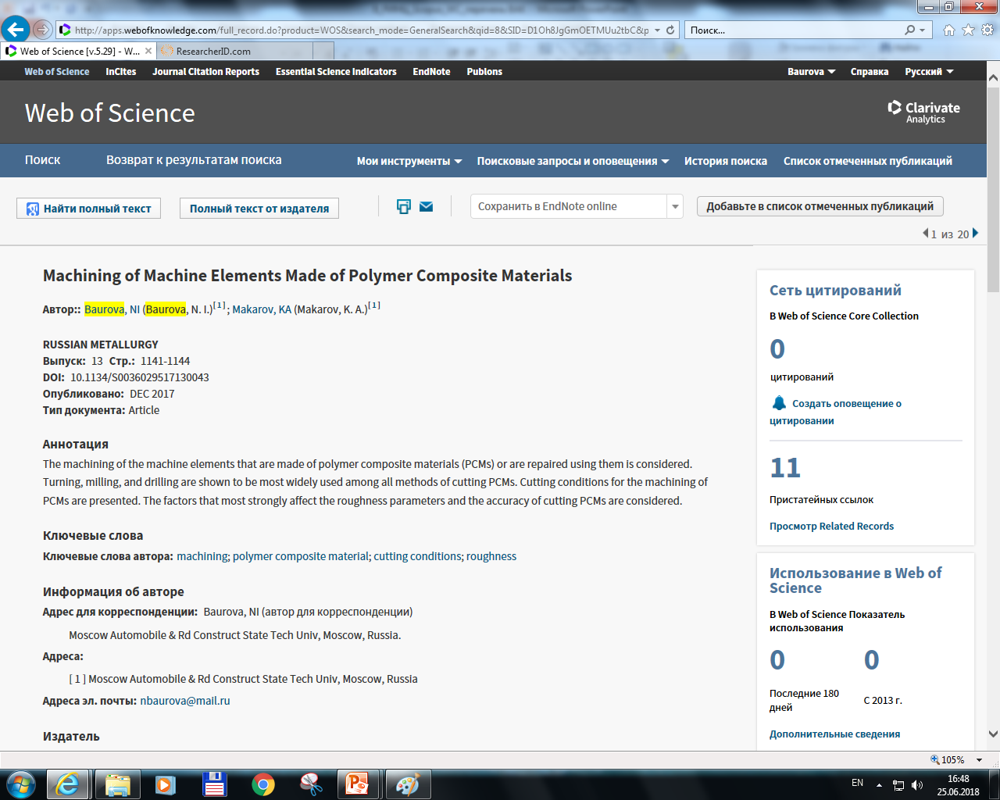 http://apps.webofknowledge.com/full_record.do?product=WOS&search_mode=GeneralSearch&qid=8&SID=D1Oh8JgGmOETMUu2tbC&p
Поиск...
Web of Science [v.5.29] - W...
ResearcherID.com
Web of Science InCites Journal Citation Reports Essential Science Indicators EndNote Publons
Baurova Справка Русский
Web of Science
Clarivate
Analytics
Поиск Возврат к результатам поиска Мои инструменты Поисковые запросы и оповещения История поиска Список отмеченных публикаций
Найти полный текст
Полный текст от издателя
Сохранить в EndNote online
Добавьте в список отмеченных публикаций
1 из 20
Machining of Machine Elements Made of Polymer Composite Materials
Автор:: Baurova, NI (Baurova, N. I.)[1]; Makarov, KA (Makarov, K. A.)[1]
RUSSIAN METALLURGY
Выпуск: 13 Стр.: 1141-1144
DOI: 10.1134/S0036029517130043
Опубликовано: DEC 2017
Тип документа: Article
Аннотация
The machining of the machine elements that are made of polymer composite materials (PCMs) or are repaired using them is considered.
Turning, milling, and drilling are shown to be most widely used among all methods of cutting PCMs. Cutting conditions for the machining of
PCMs are presented. The factors that most strongly affect the roughness parameters and the accuracy of cutting PCMs are considered.
Ключевые слова
Ключевые слова автора: machining; polymer composite material; cutting conditions; roughness
Информация об авторе
Адрес для корреспонденции: Baurova, NI (автор для корреспонденции)
Moscow Automobile & Rd Construct State Tech Univ, Moscow, Russia.
Адреса:
[ 1 ] Moscow Automobile & Rd Construct State Tech Univ, Moscow, Russia
Адреса эл. почты: nbaurova@mail.ru
Издатель
Сеть цитирований
В Web of Science Core Collection
0
цитирований
Создать оповещение о
цитировании
11
Пристатейных ссылок
Просмотр Related Records
Использование в Web of
Science
В Web of Science Показатель
использования
0 0
Последние 180
дней
С 2013 г.
Дополнительные сведения
105%
EN
16:48
25.06.2018